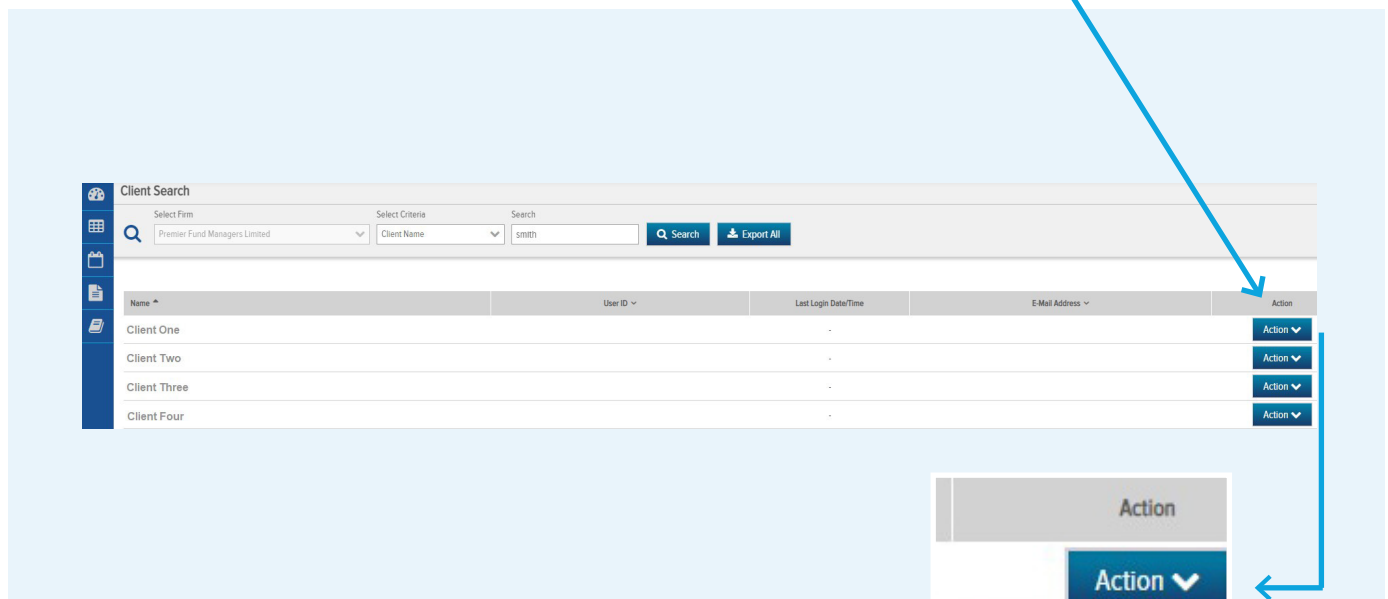 Client Search
Select Firm Select Criteria Search
Premier Fund Managers Limited Client Name smith Search Export All
Name User ID Last Login Date/Time E-Mail Address Action
Client One - Action
Client Two - Action
Client Three - Action
Client Four - Action
Action
Action